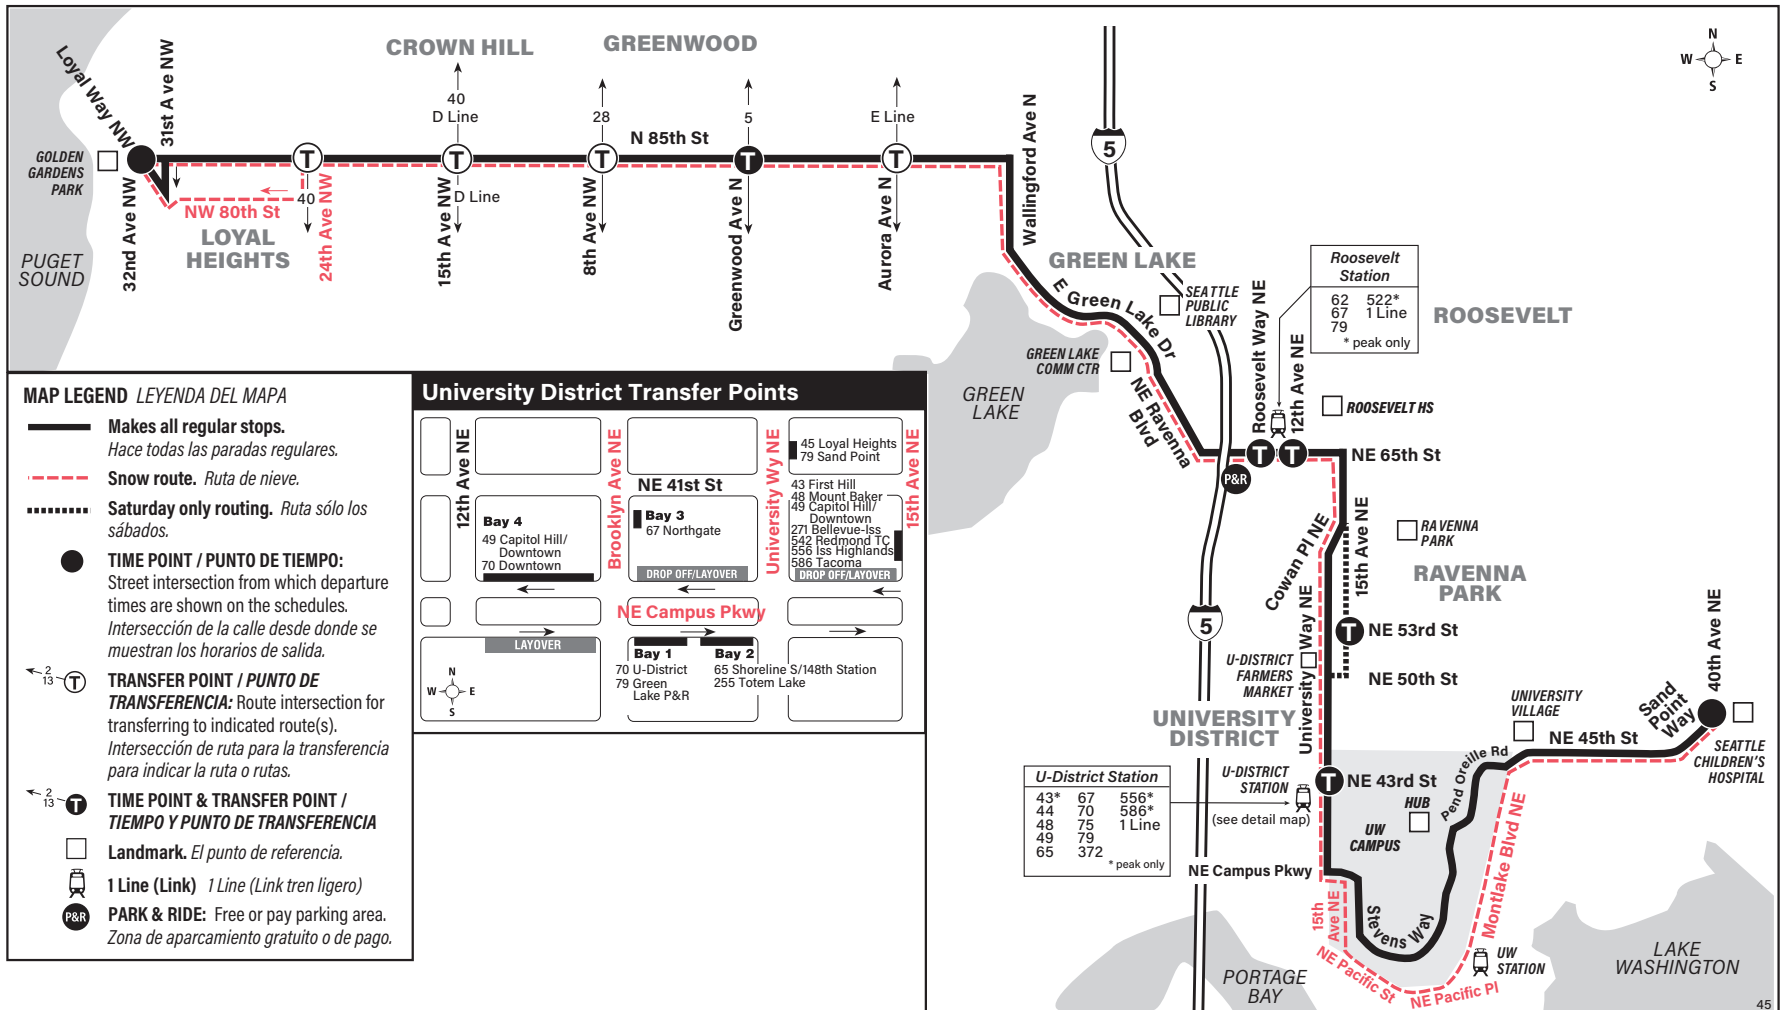 CROWN HILL
GREENWOOD
N
W E
S
Loyal Way NW
31st Ave NW
40
D Line
28
5
E Line
N 85th St
GOLDEN
GARDENS
PARK
T
T
T
T
T
40
D Line
NW 80th St
LOYAL
HEIGHTS
PUGET
SOUND
32nd Ave NW
24th Ave NW
15th Ave NW
8th Ave NW
Greenwood Ave N
Aurora Ave N
Wallingford Ave N
5
GREEN LAKE
E Green Lake Dr
SEATTLE
PUBLIC
LIBRARY
GREEN LAKE
COMM CTR
GREEN
LAKE
NE Ravenna
Blvd
Roosevelt Way NE
12th Ave NE
Roosevelt
Station
62 522*
67 1 Line
79
* peak only
ROOSEVELT
ROOSEVELT HS
T
T
NE 65th St
P&R
Cowan Pl NE
15th Ave NE
RAVENNA
PARK
RAVENNA
PARK
5
T
NE 53rd St
U-DISTRICT
FARMERS
MARKET
University Way NE
NE 50th St
UNIVERSITY
DISTRICT
UNIVERSITY
VILLAGE
NE 45th St
Sand
Point
Way
40th Ave NE
SEATTLE
CHILDREN'S
HOSPITAL
U-District Station
43* 67 556*
44 70 586*
48 75 1 Line
49 79
65 372
* peak only
U-DISTRICT
STATION
(see detail map)
T
NE 43rd St
HUB
UW
CAMPUS
Pend Oreille Rd
NE Campus Pkwy
15th
Ave NE
Stevens Way
Montlake Blvd NE
NE Pacific St
NE Pacific Pl
UW
STATION
PORTAGE
BAY
LAKE
WASHINGTON
45
MAP LEGEND LEYENDA DEL MAPA
Makes all regular stops.
Hace todas las paradas regulares.
Snow route. Ruta de nieve.
Saturday only routing. Ruta sólo los
sábados.
TIME POINT / PUNTO DE TIEMPO:
Street intersection from which departure
times are shown on the schedules.
Intersección de la calle desde donde se
muestran los horarios de salida.
2
13
T
TRANSFER POINT / PUNTO DE
TRANSFERENCIA: Route intersection for
transferring to indicated route(s).
Intersección de ruta para la transferencia
para indicar la ruta o rutas.
2
13
T
TIME POINT & TRANSFER POINT /
TIEMPO Y PUNTO DE TRANSFERENCIA
Landmark. El punto de referencia.
1 Line (Link) 1 Line (Link tren ligero)
P&R
PARK & RIDE: Free or pay parking area.
Zona de aparcamiento gratuito o de pago.
University District Transfer Points
12th Ave NE
Brooklyn Ave NE
University Wy NE
15th Ave NE
45 Loyal Heights
79 Sand Point
NE 41st St
Bay 4
49 Capitol Hill/
Downtown
70 Downtown
Bay 3
67 Northgate
DROP OFF/LAYOVER
43 First Hill
48 Mount Baker
49 Capitol Hill/
Downtown
271 Bellevue-Iss
542 Redmond TC
556 Iss Highlands
586 Tacoma
DROP OFF/LAYOVER
NE Campus Pkwy
LAYOVER
Bay 1
70 U-District
79 Green
Lake P&R
Bay 2
65 Shoreline S/148th Station
255 Totem Lake
N
W E
S